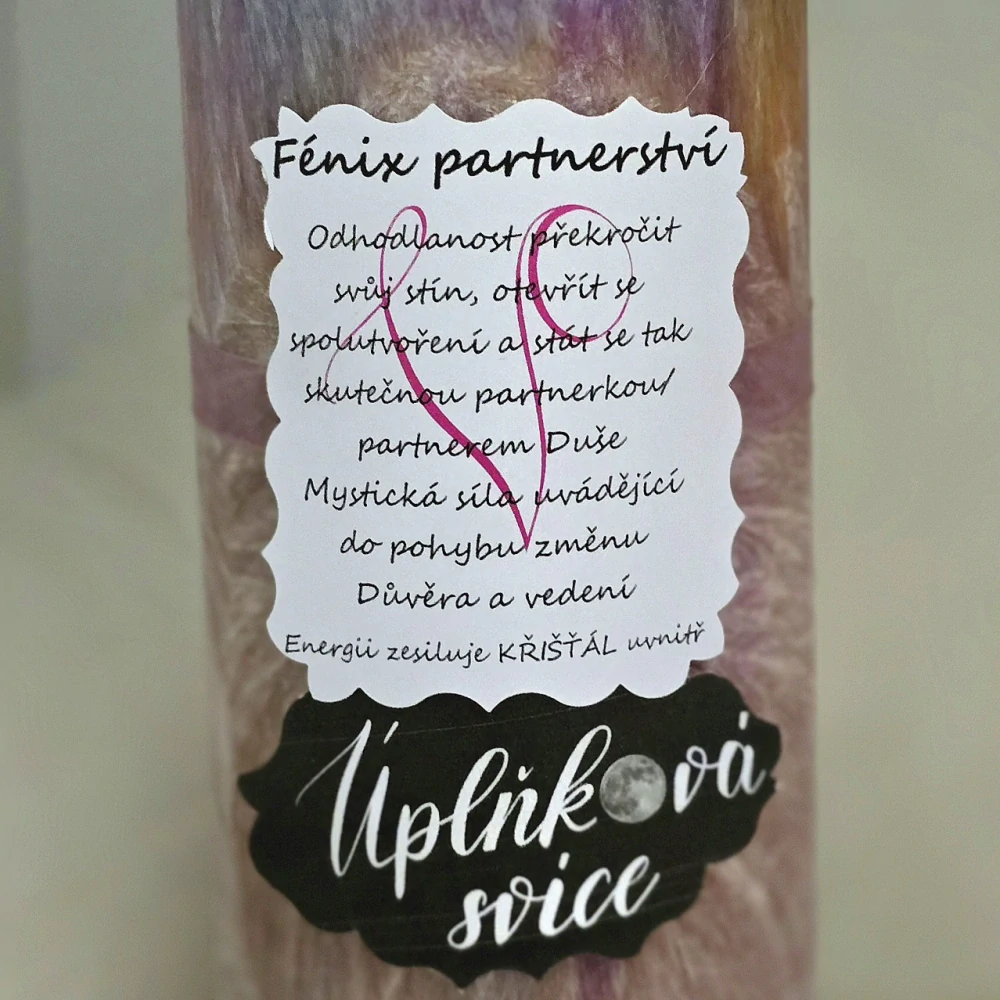 Fénix partnerství
Odhodlanost překročit
svůj stín, otevřít se
spolutvoření a stát se tak
skutečnou partnerkou/
partnerem Duše
Mystická síla uvádějící
do pohybu změnu
Důvěra a vedení
Energii zesiluje KŘIŠŤÁL uvnitř
Úplňková
svíce